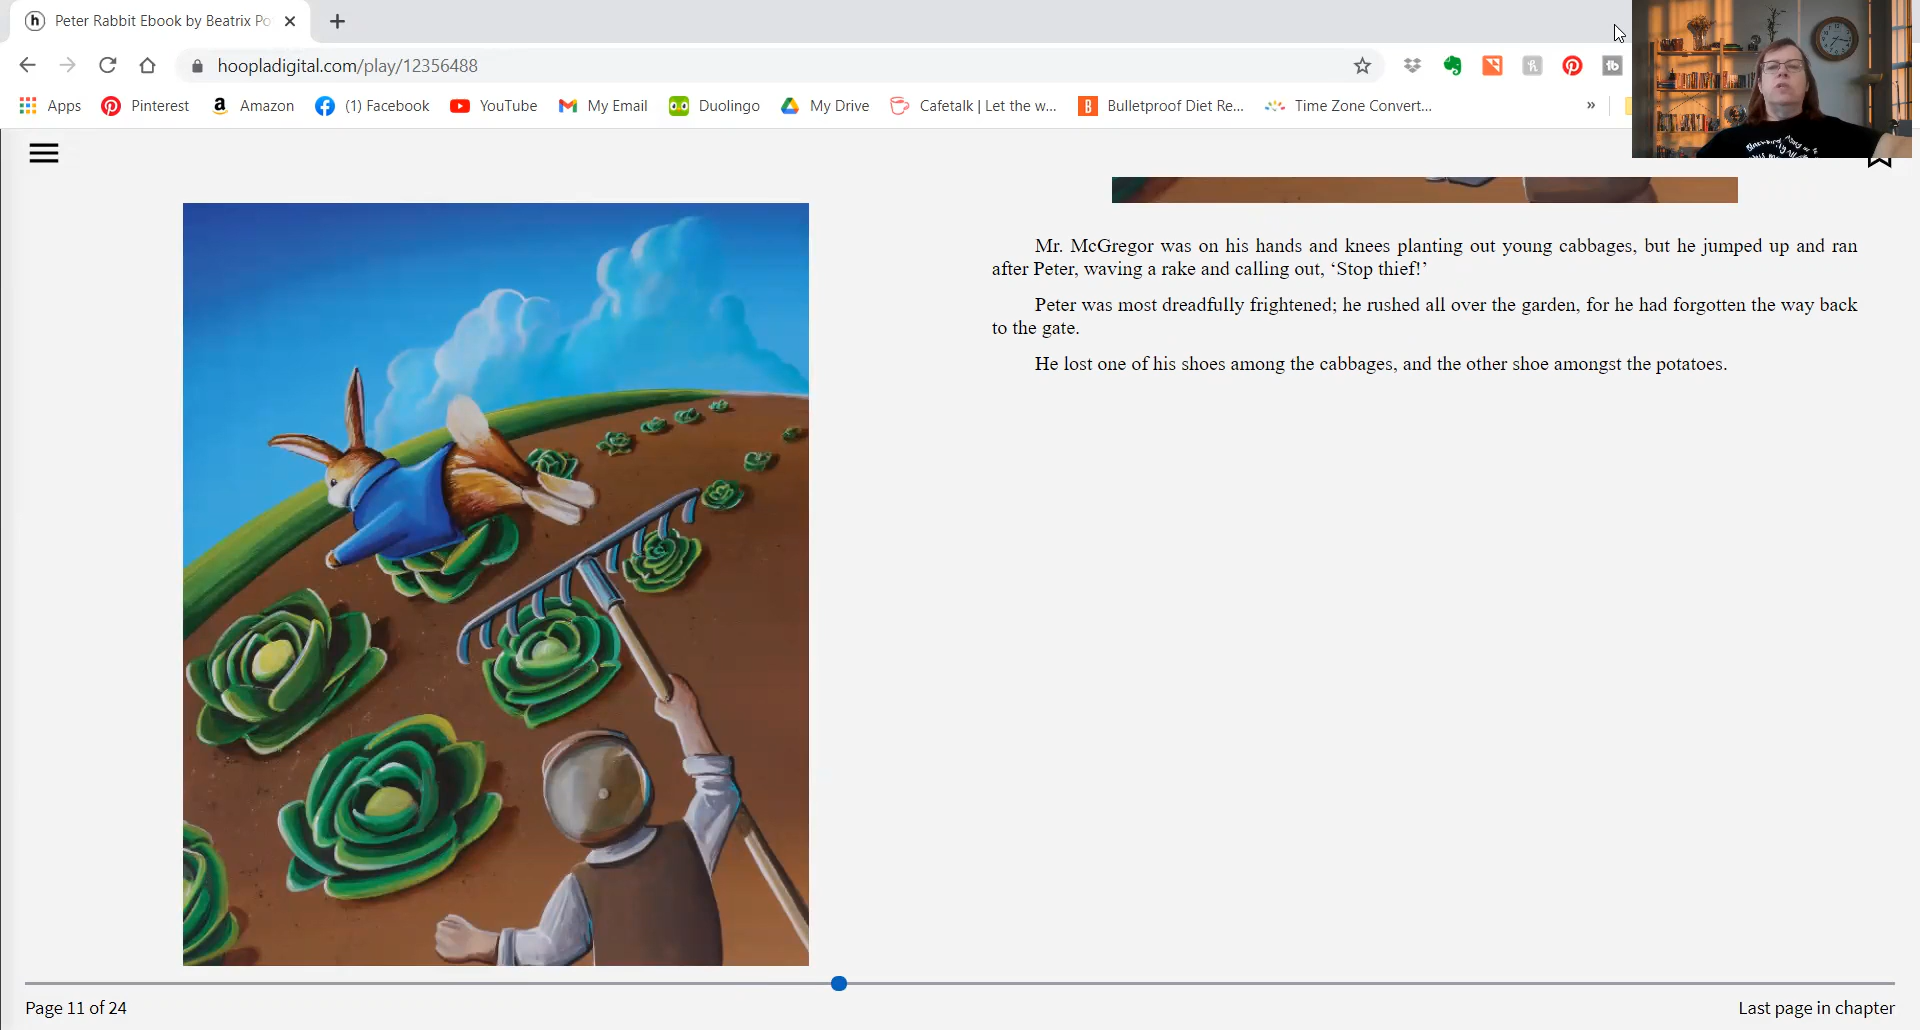 Peter Rabbit Ebook by Beatrix Po
hoopladigital.com/play/12356488
Apps Pinterest Amazon (1) Facebook YouTube My Email Duolingo My Drive Cafetalk | Let the w... Bulletproof Diet Re... Time Zone Convert... »
Mr. McGregor was on his hands and knees planting out young cabbages, but he jumped up and ran
after Peter, waving a rake and calling out, ‘Stop thief!’
Peter was most dreadfully frightened; he rushed all over the garden, for he had forgotten the way back
to the gate.
He lost one of his shoes among the cabbages, and the other shoe amongst the potatoes.
Page 11 of 24
Last page in chapter